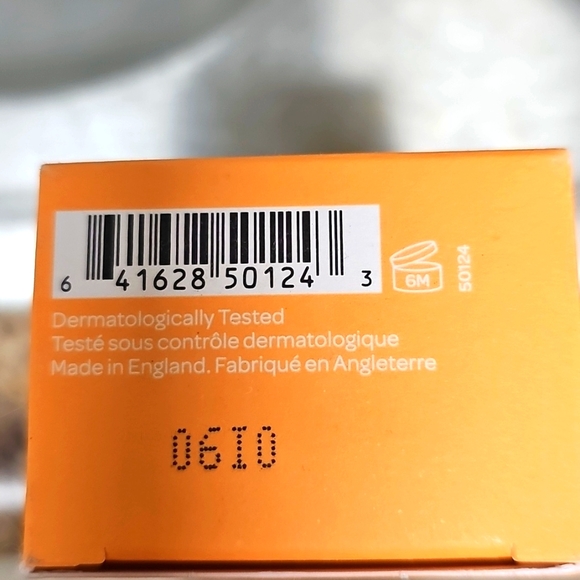 6 41628 50124 3
6M
50124
Dermatologically Tested
Testé sous contrôle dermatologique
Made in England. Fabriqué en Angleterre
06I0